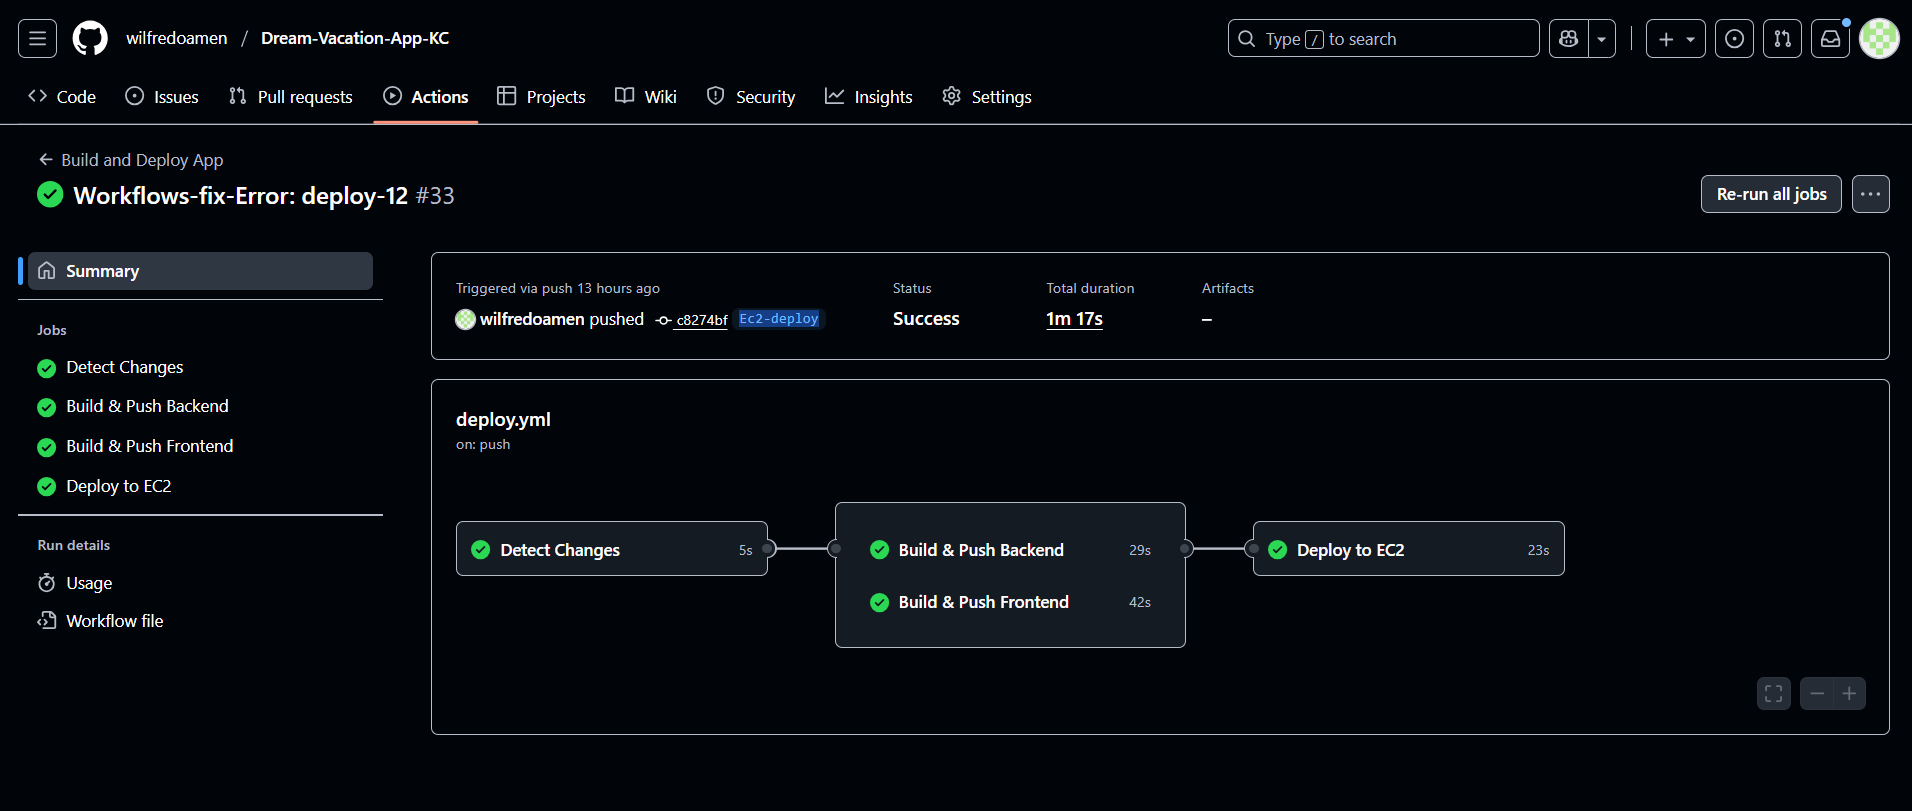 wilfredoamen / Dream-Vacation-App-KC
Type / to search
Code Issues Pull requests Actions Projects Wiki Security Insights Settings
Build and Deploy App
Workflows-fix-Error: deploy-12 #33
Re-run all jobs
Summary
Jobs
Detect Changes
Build & Push Backend
Build & Push Frontend
Deploy to EC2
Run details
Usage
Workflow file
Triggered via push 13 hours ago
wilfredoamen pushed c8274bf Ec2-deploy
Status
Success
Total duration
1m 17s
Artifacts
–
deploy.yml
on: push
Detect Changes 5s
Build & Push Backend 29s
Build & Push Frontend 42s
Deploy to EC2 23s